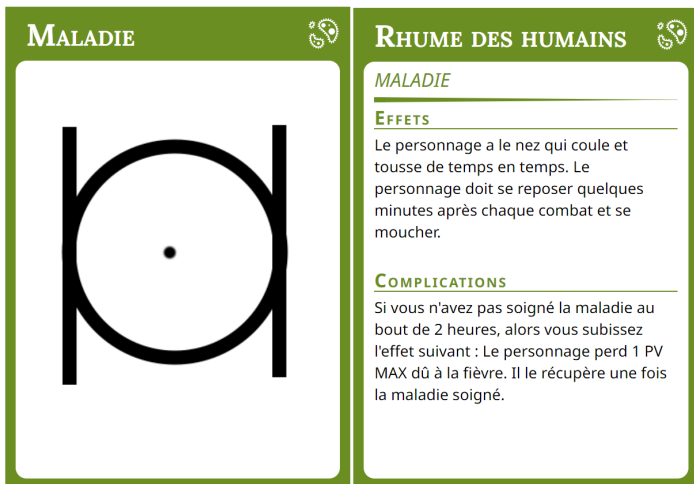 Maladie
Rhume des humains
MALADIE
Effets
Le personnage a le nez qui coule et
tousse de temps en temps. Le
personnage doit se reposer quelques
minutes après chaque combat et se
moucher.
Complications
Si vous n'avez pas soigné la maladie au
bout de 2 heures, alors vous subissez
l'effet suivant : Le personnage perd 1 PV
MAX dû à la fièvre. Il le récupère une fois
la maladie soigné.